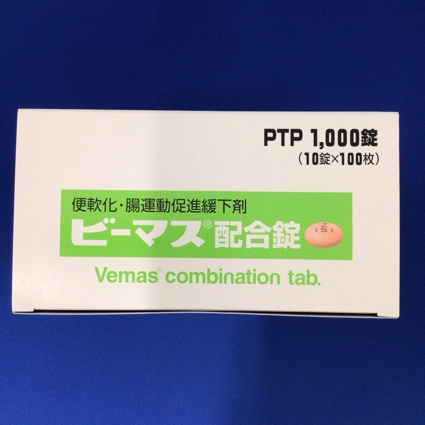 PTP 1,000錠
(10錠×100枚)
便軟化・腸運動促進緩下剤
ビーマス®配合錠
Vemas® combination tab.